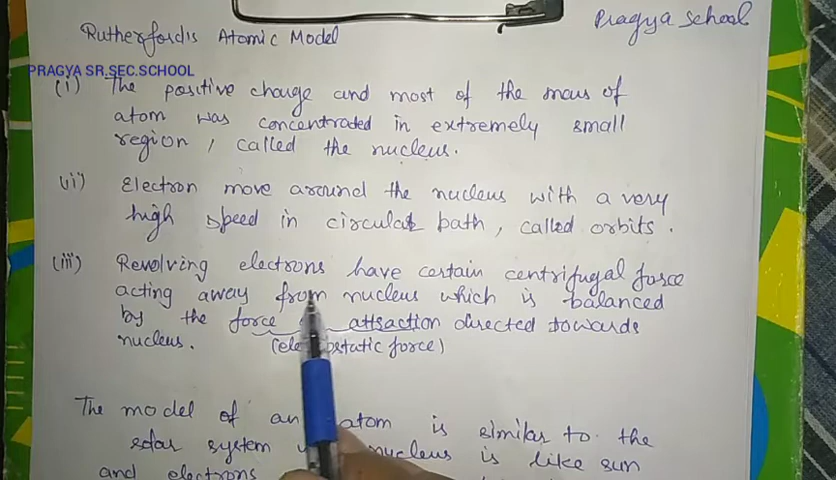 Pragya School
Rutherford's Atomic Model
PRAGYA SR.SEC.SCHOOL
(i) The positive charge and most of the mass of
atom was concentrated in extremely small
region, called the nucleus.
(ii) Electron move around the nucleus with a very
high speed in circular path, called orbits.
(iii) Revolving electrons have certain centrifugal force
acting away from nucleus which is balanced
by the force attraction directed towards
nucleus. (electrostatic force)
The model of an atom is similar to the
solar system nucleus is like sun
and electrons